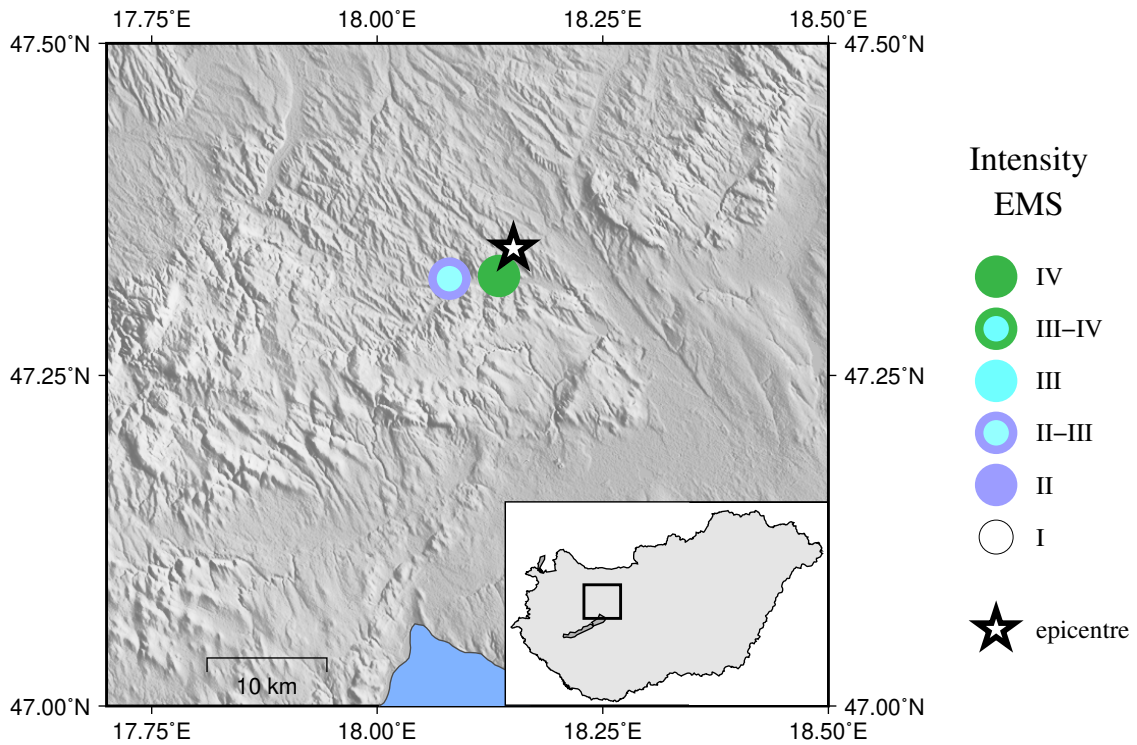 17.75˚E 18.00˚E 18.25˚E 18.50˚E
47.50˚N 47.50˚N
47.25˚N 47.25˚N
47.00˚N 47.00˚N
17.75˚E 18.00˚E 18.25˚E 18.50˚E
10 km
Intensity
EMS
IV
III–IV
III
II–III
II
I
epicentre